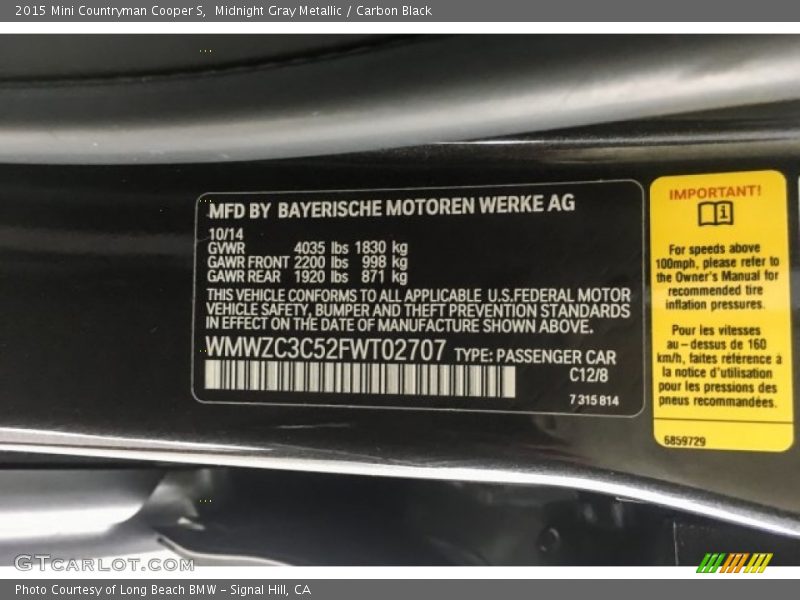 2015 Mini Countryman Cooper S,  Midnight Gray Metallic / Carbon Black
MFD BY BAYERISCHE MOTOREN WERKE AG
10/14
GVWR 4035 lbs 1830 kg
GAWR FRONT 2200 lbs 998 kg
GAWR REAR 1920 lbs 871 kg
THIS VEHICLE CONFORMS TO ALL APPLICABLE U.S.FEDERAL MOTOR
VEHICLE SAFETY, BUMPER AND THEFT PREVENTION STANDARDS
IN EFFECT ON THE DATE OF MANUFACTURE SHOWN ABOVE.
WMWZC3C52FWT02707 TYPE: PASSENGER CAR
C12/8
7 315 814
IMPORTANT!
For speeds above
100mph, please refer to
the Owner's Manual for
recommended tire
inflation pressures.
Pour les vitesses
au-dessus de 160
km/h, faites référence à
la notice d'utilisation
pour les pressions des
pneus recommandées.
6859729
GTCARLOT.COM
Photo Courtesy of Long Beach BMW - Signal Hill, CA